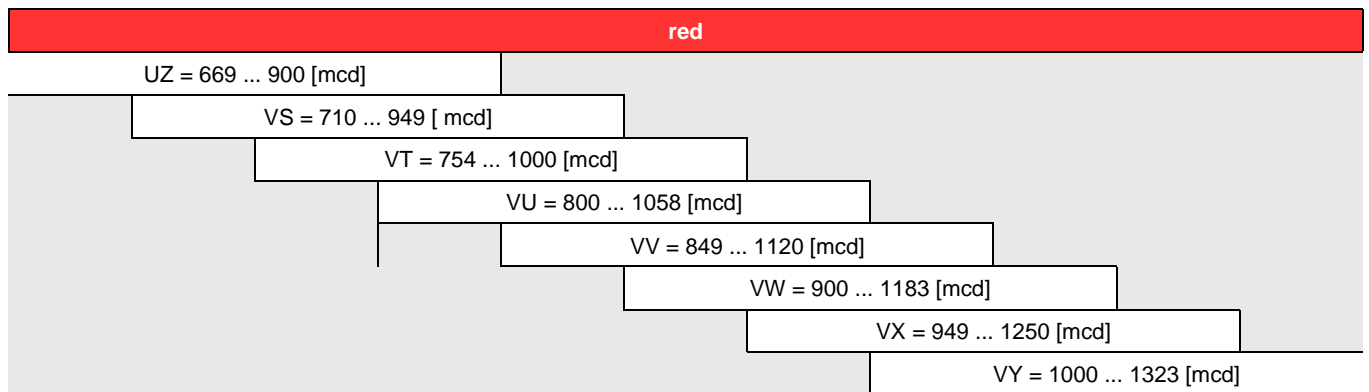 red
UZ = 669 ... 900 [mcd]
VS = 710 ... 949 [ mcd]
VT = 754 ... 1000 [mcd]
VU = 800 ... 1058 [mcd]
VV = 849 ... 1120 [mcd]
VW = 900 ... 1183 [mcd]
VX = 949 ... 1250 [mcd]
VY = 1000 ... 1323 [mcd]